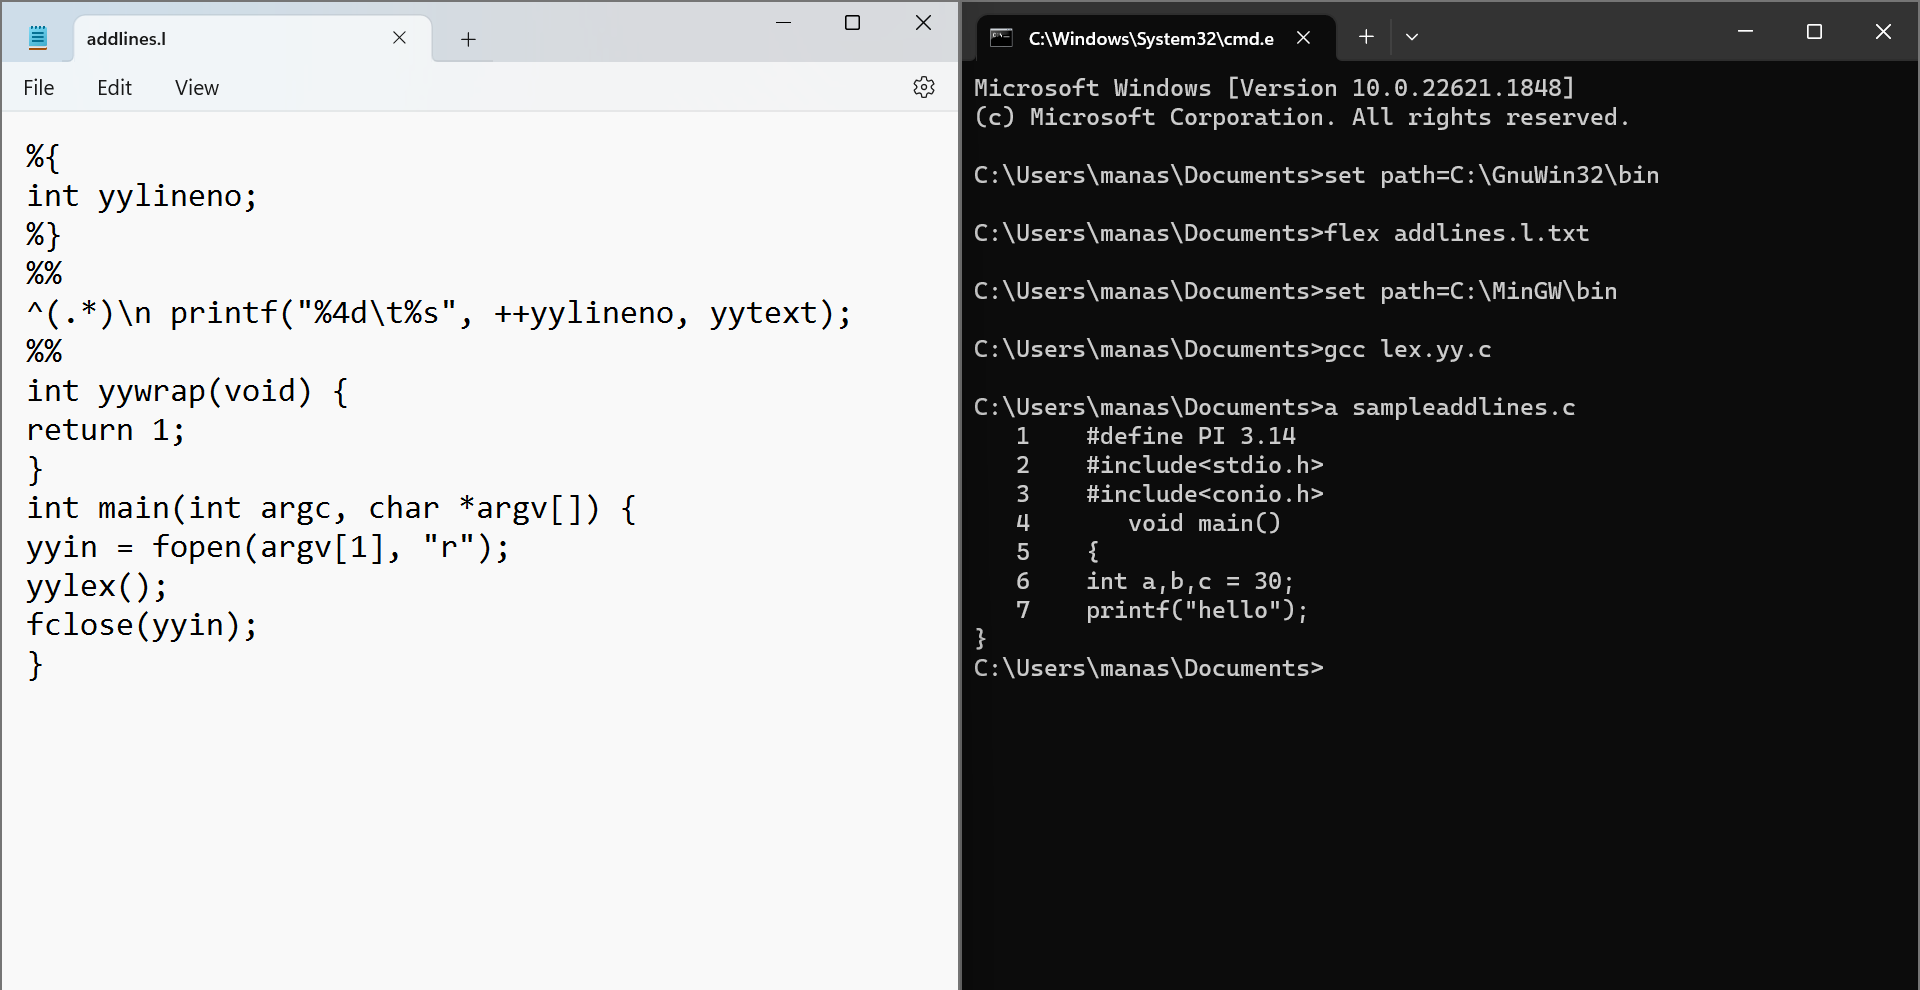 addlines.l
File Edit View
%{
int yylineno;
%}
%%
^(.*)\n printf("%4d\t%s", ++yylineno, yytext);
%%
int yywrap(void) {
return 1;
}
int main(int argc, char *argv[]) {
yyin = fopen(argv[1], "r");
yylex();
fclose(yyin);
}
C:\Windows\System32\cmd.e
Microsoft Windows [Version 10.0.22621.1848]
(c) Microsoft Corporation. All rights reserved.
C:\Users\manas\Documents>set path=C:\GnuWin32\bin
C:\Users\manas\Documents>flex addlines.l.txt
C:\Users\manas\Documents>set path=C:\MinGW\bin
C:\Users\manas\Documents>gcc lex.yy.c
C:\Users\manas\Documents>a sampleaddlines.c
   1    #define PI 3.14
   2    #include<stdio.h>
   3    #include<conio.h>
   4       void main()
   5    {
   6    int a,b,c = 30;
   7    printf("hello");
}
C:\Users\manas\Documents>